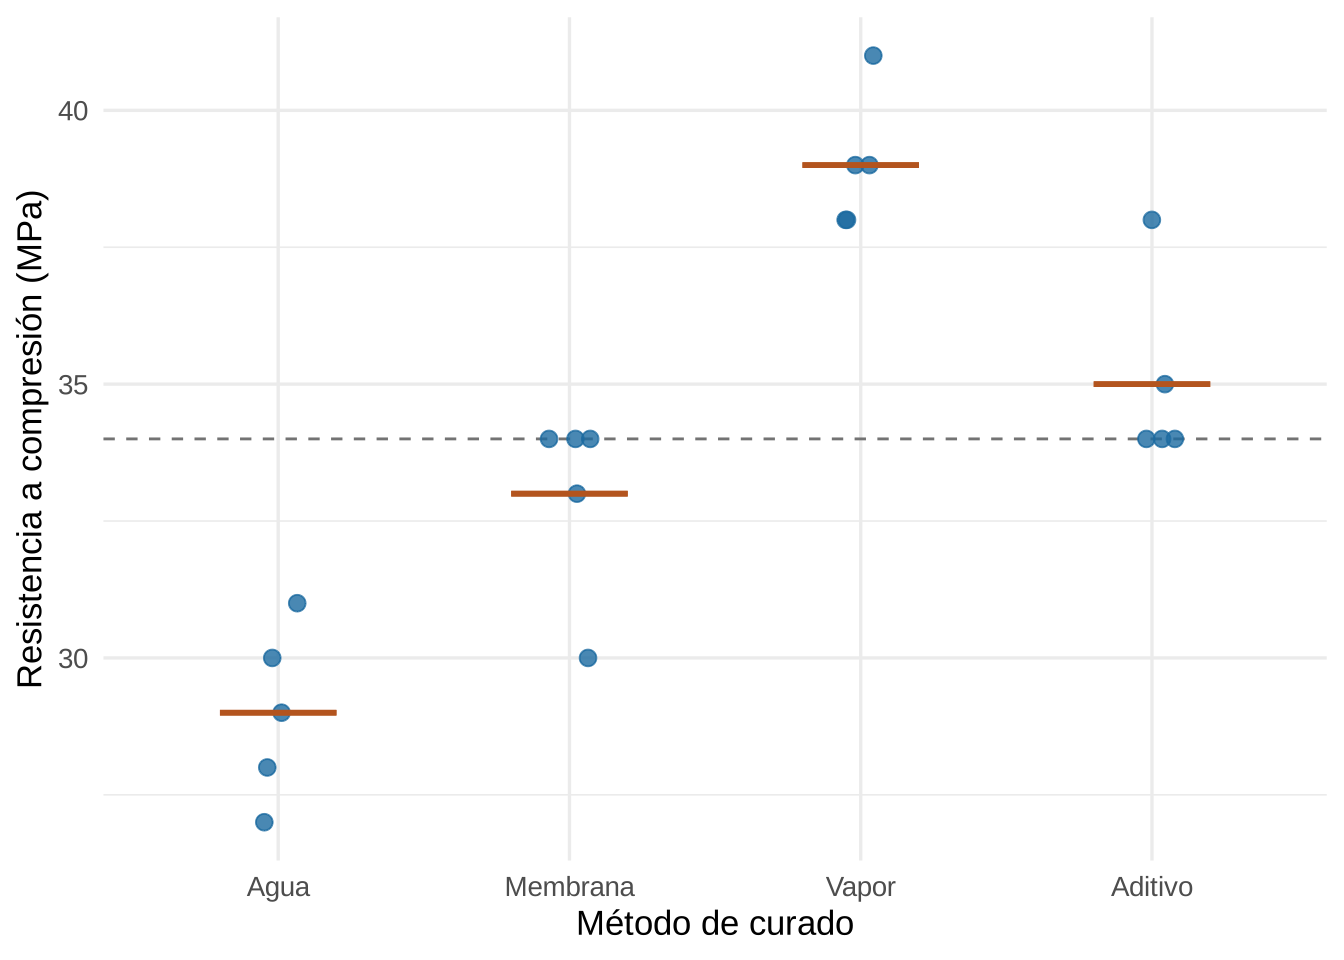 Resistencia a compresión (MPa)
40
35
30
Agua
Membrana
Vapor
Aditivo
Método de curado